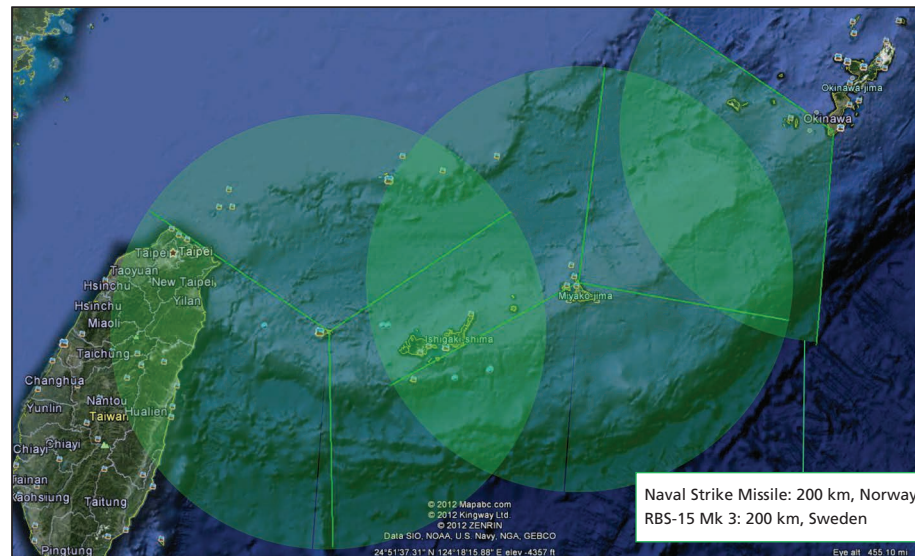 Okinawa-jima
Okinawa
Taipei
Taipei
Taoyuan
New Taipei
Hsinchu
Yilan
Hsinchu
Miaoli
Miyako-jima
Ishigaki-shima
Taichung
Changhua
Nantou
Yunlin
Taiwan
Hualien
Chiayi
Chiayi
Tainan
Kaohsiung
Taitung
Pingtung
Naval Strike Missile: 200 km, Norway
RBS-15 Mk 3: 200 km, Sweden
© 2012 Mapabc.com
© 2012 Kingway Ltd.
© 2012 ZENRIN
Data SIO, NOAA, U.S. Navy, NGA, GEBCO
24°51'37.31" N 124°18'15.88" E elev -4357 ft
Eye alt 455.10 mi